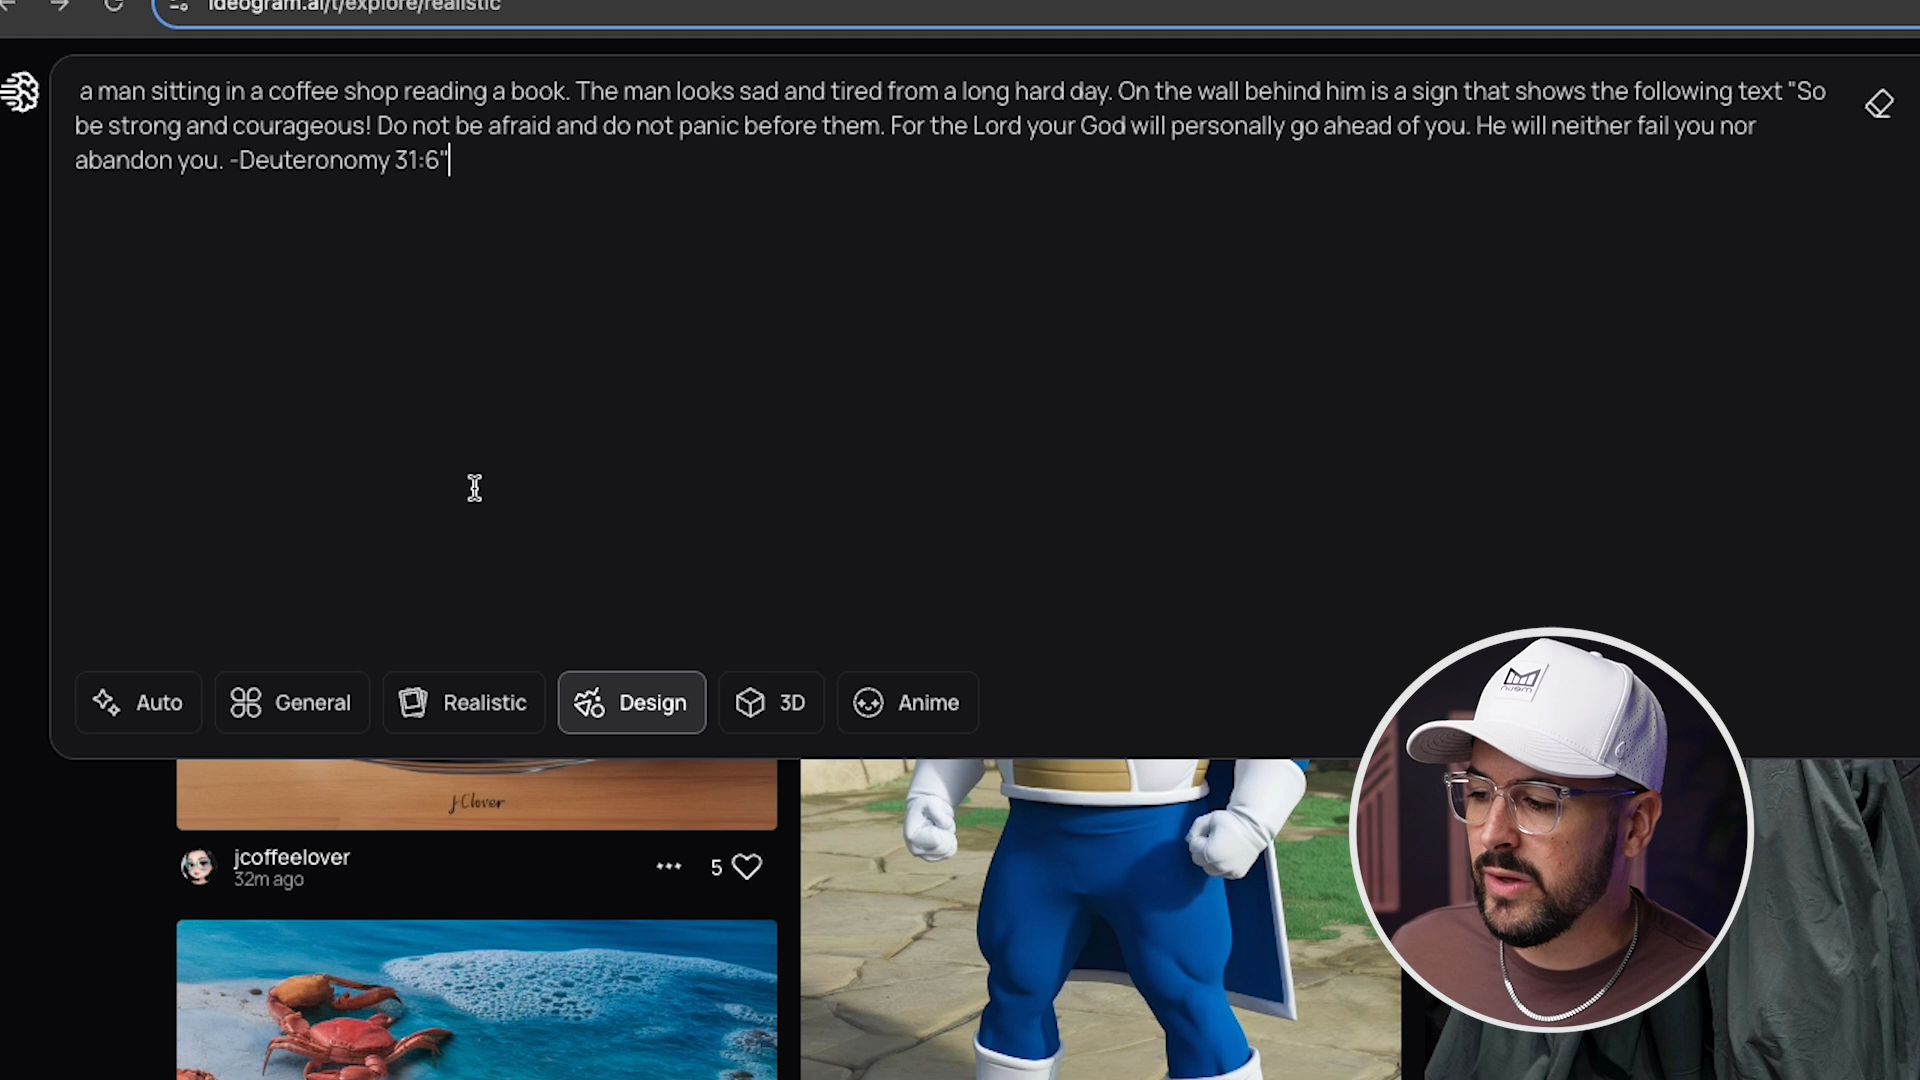 ideogram.ai/t/explore/realistic
a man sitting in a coffee shop reading a book. The man looks sad and tired from a long hard day. On the wall behind him is a sign that shows the following text "So
be strong and courageous! Do not be afraid and do not panic before them. For the Lord your God will personally go ahead of you. He will neither fail you nor
abandon you. -Deuteronomy 31:6"
Auto General Realistic Design 3D Anime
melin
J-Clover
jcoffeelover
32m ago
5